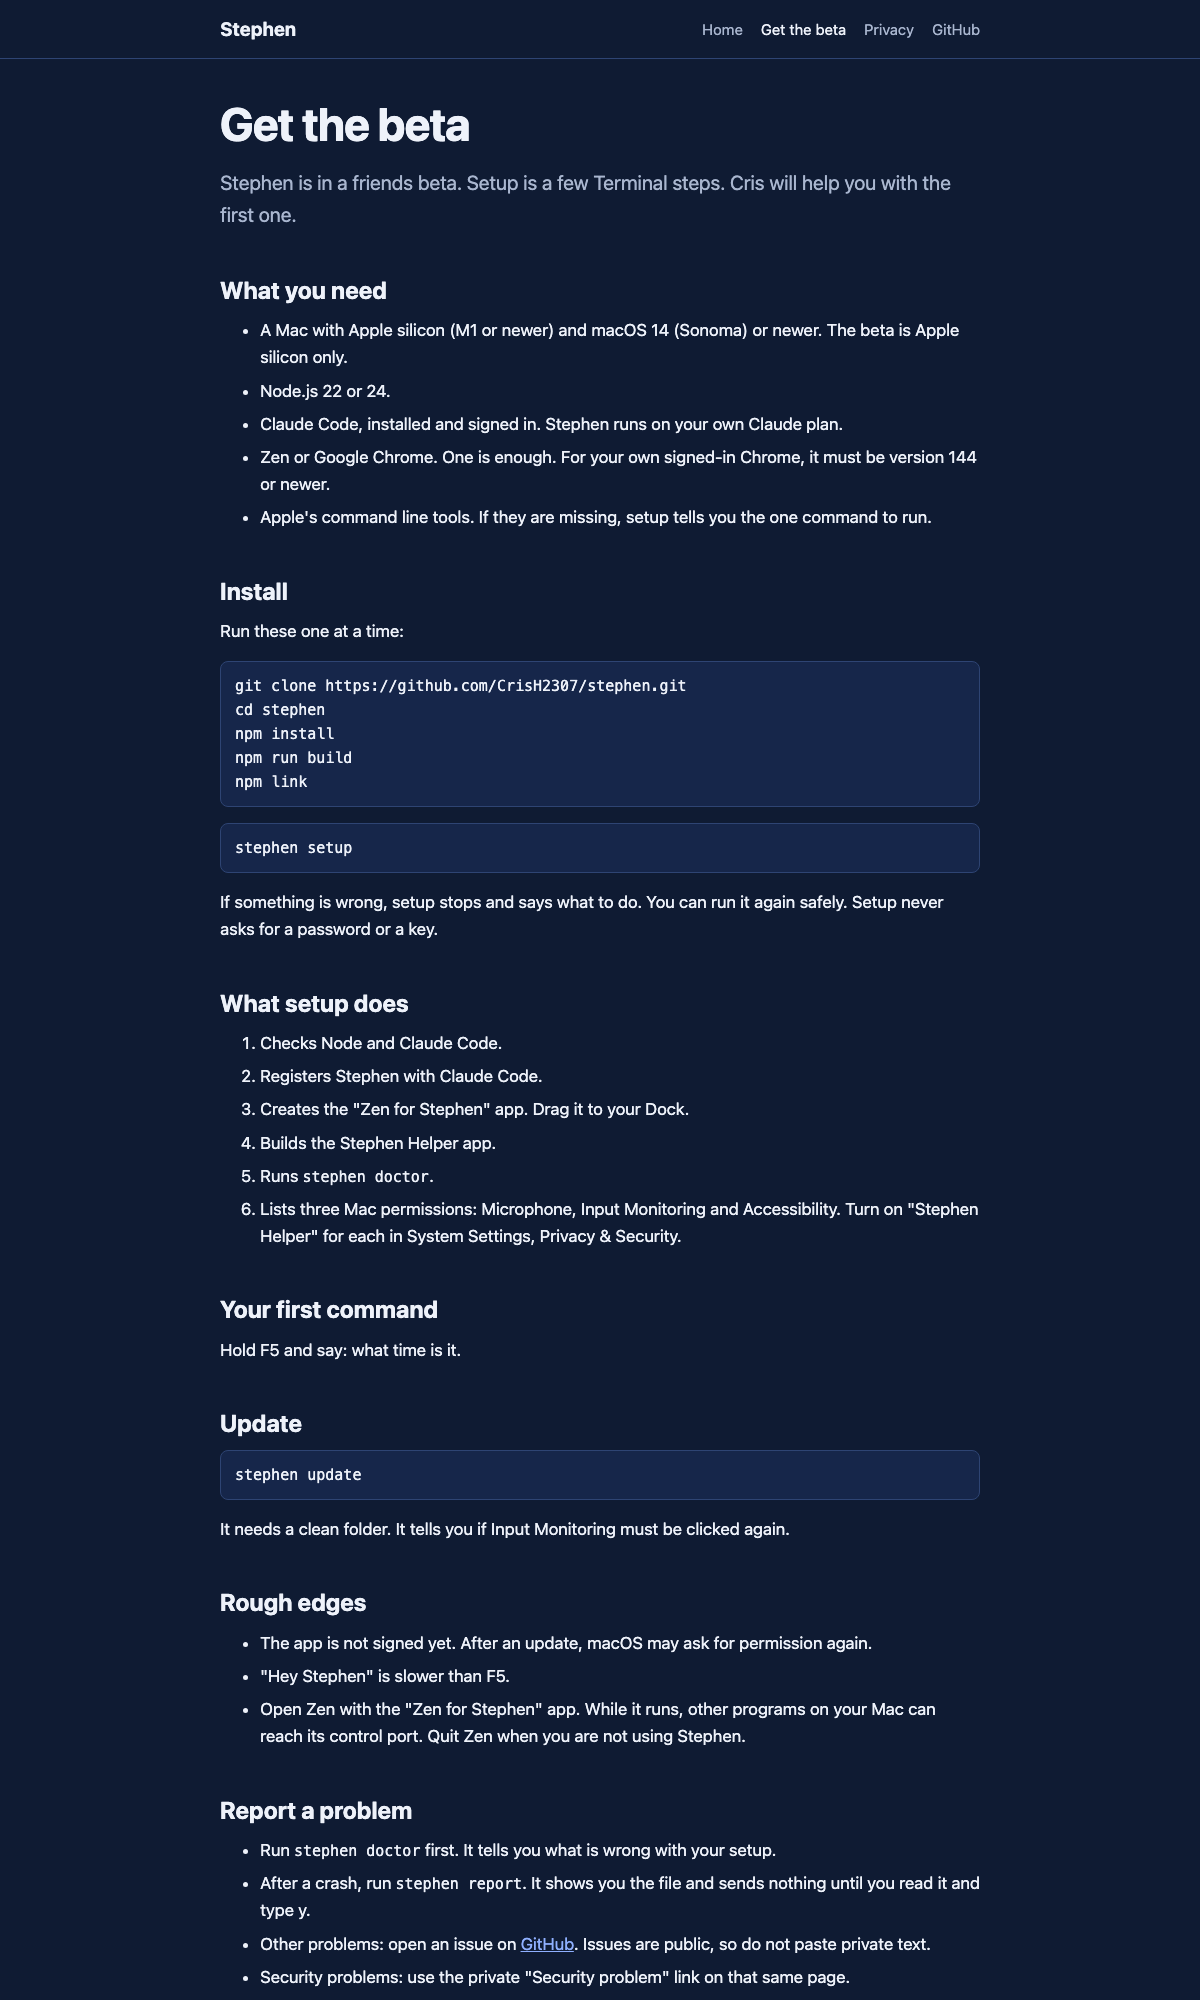 Stephen
Home Get the beta Privacy GitHub
Get the beta
Stephen is in a friends beta. Setup is a few Terminal steps. Cris will help you with the
first one.
What you need
• A Mac with Apple silicon (M1 or newer) and macOS 14 (Sonoma) or newer. The beta is Apple
silicon only.
• Node.js 22 or 24.
• Claude Code, installed and signed in. Stephen runs on your own Claude plan.
• Zen or Google Chrome. One is enough. For your own signed-in Chrome, it must be version 144
or newer.
• Apple's command line tools. If they are missing, setup tells you the one command to run.
Install
Run these one at a time:
git clone https://github.com/CrisH2307/stephen.git
cd stephen
npm install
npm run build
npm link
stephen setup
If something is wrong, setup stops and says what to do. You can run it again safely. Setup never
asks for a password or a key.
What setup does
1. Checks Node and Claude Code.
2. Registers Stephen with Claude Code.
3. Creates the "Zen for Stephen" app. Drag it to your Dock.
4. Builds the Stephen Helper app.
5. Runs stephen doctor.
6. Lists three Mac permissions: Microphone, Input Monitoring and Accessibility. Turn on "Stephen
Helper" for each in System Settings, Privacy & Security.
Your first command
Hold F5 and say: what time is it.
Update
stephen update
It needs a clean folder. It tells you if Input Monitoring must be clicked again.
Rough edges
• The app is not signed yet. After an update, macOS may ask for permission again.
• "Hey Stephen" is slower than F5.
• Open Zen with the "Zen for Stephen" app. While it runs, other programs on your Mac can
reach its control port. Quit Zen when you are not using Stephen.
Report a problem
• Run stephen doctor first. It tells you what is wrong with your setup.
• After a crash, run stephen report. It shows you the file and sends nothing until you read it and
type y.
• Other problems: open an issue on GitHub. Issues are public, so do not paste private text.
• Security problems: use the private "Security problem" link on that same page.